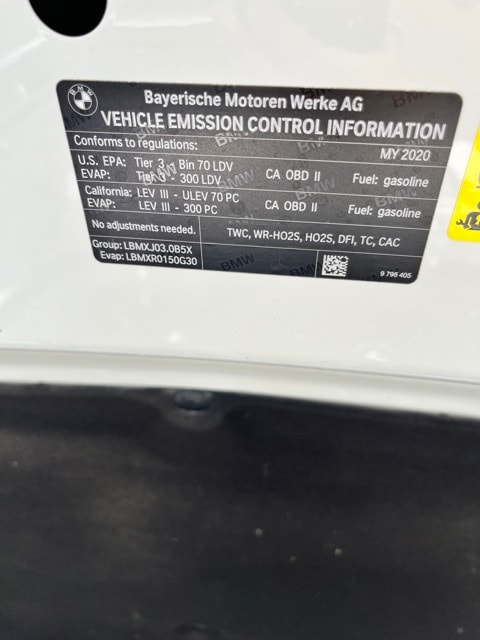 BMW
Bayerische Motoren Werke AG
VEHICLE EMISSION CONTROL INFORMATION
Conforms to regulations: MY 2020
U.S. EPA: Tier 3 - Bin 70 LDV CA OBD II Fuel: gasoline
EVAP: Tier 3 - 300 LDV
California: LEV III - ULEV 70 PC CA OBD II Fuel: gasoline
EVAP: LEV III - 300 PC
No adjustments needed. TWC, WR-HO2S, HO2S, DFI, TC, CAC
Group: LBMXJ03.0B5X
Evap: LBMXR0150G30
9 796 405